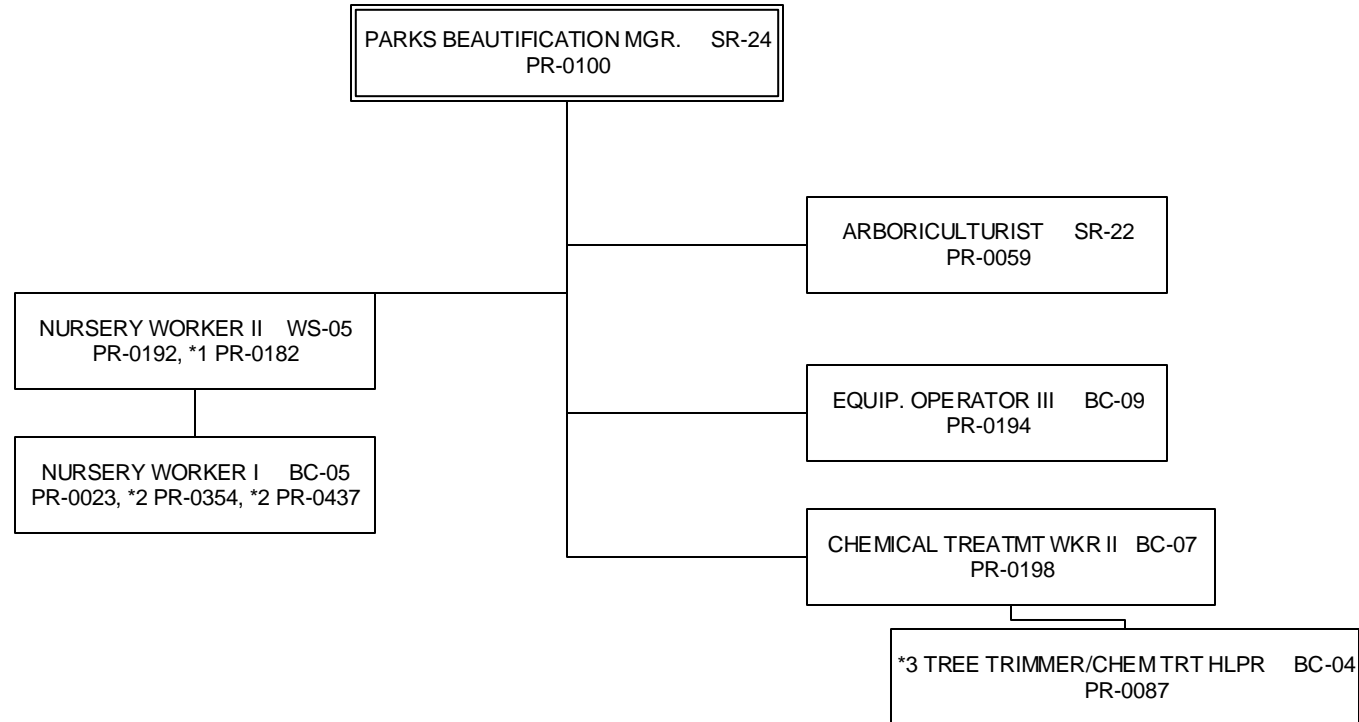 PARKS BEAUTIFICATION MGR. SR-24
PR-0100
ARBORICULTURIST SR-22
PR-0059
NURSERY WORKER II WS-05
PR-0192, *1 PR-0182
EQUIP. OPERATOR III BC-09
PR-0194
NURSERY WORKER I BC-05
PR-0023, *2 PR-0354, *2 PR-0437
CHEMICAL TREATMT WKR II BC-07
PR-0198
*3 TREE TRIMMER/CHEM TRT HLPR BC-04
PR-0087